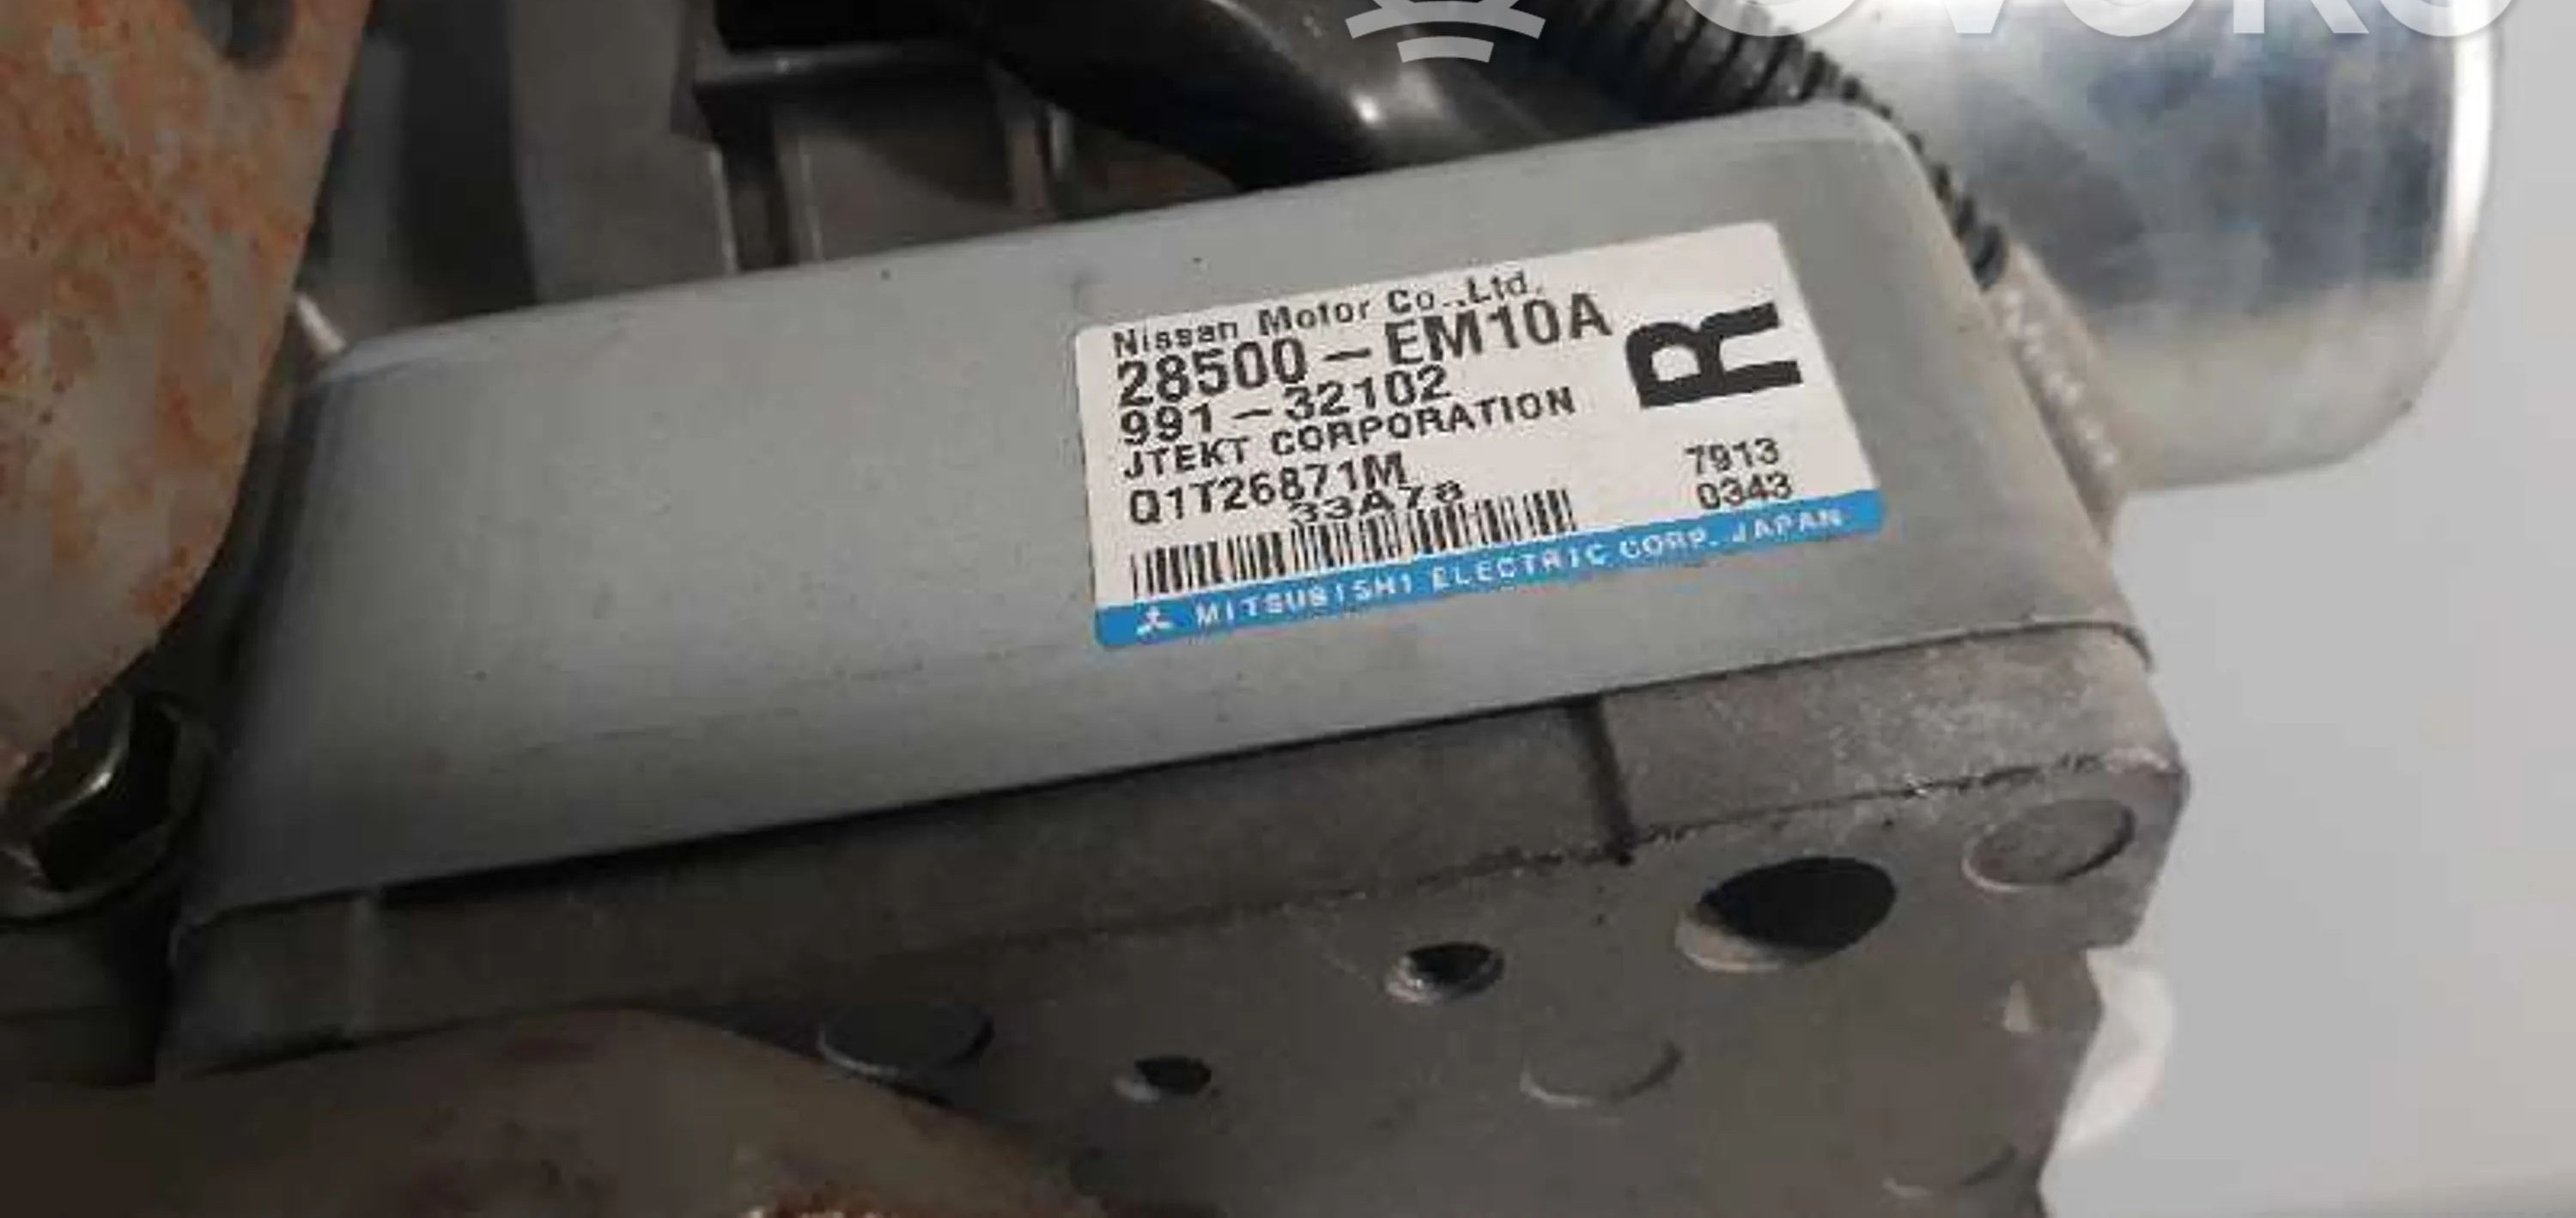 Nissan Motor Co.,Ltd.
28500-EM10A
R
991-32102
JTEKT CORPORATION
Q1T26871M
7913
33A78
0343
MITSUBISHI ELECTRIC CORP. JAPAN